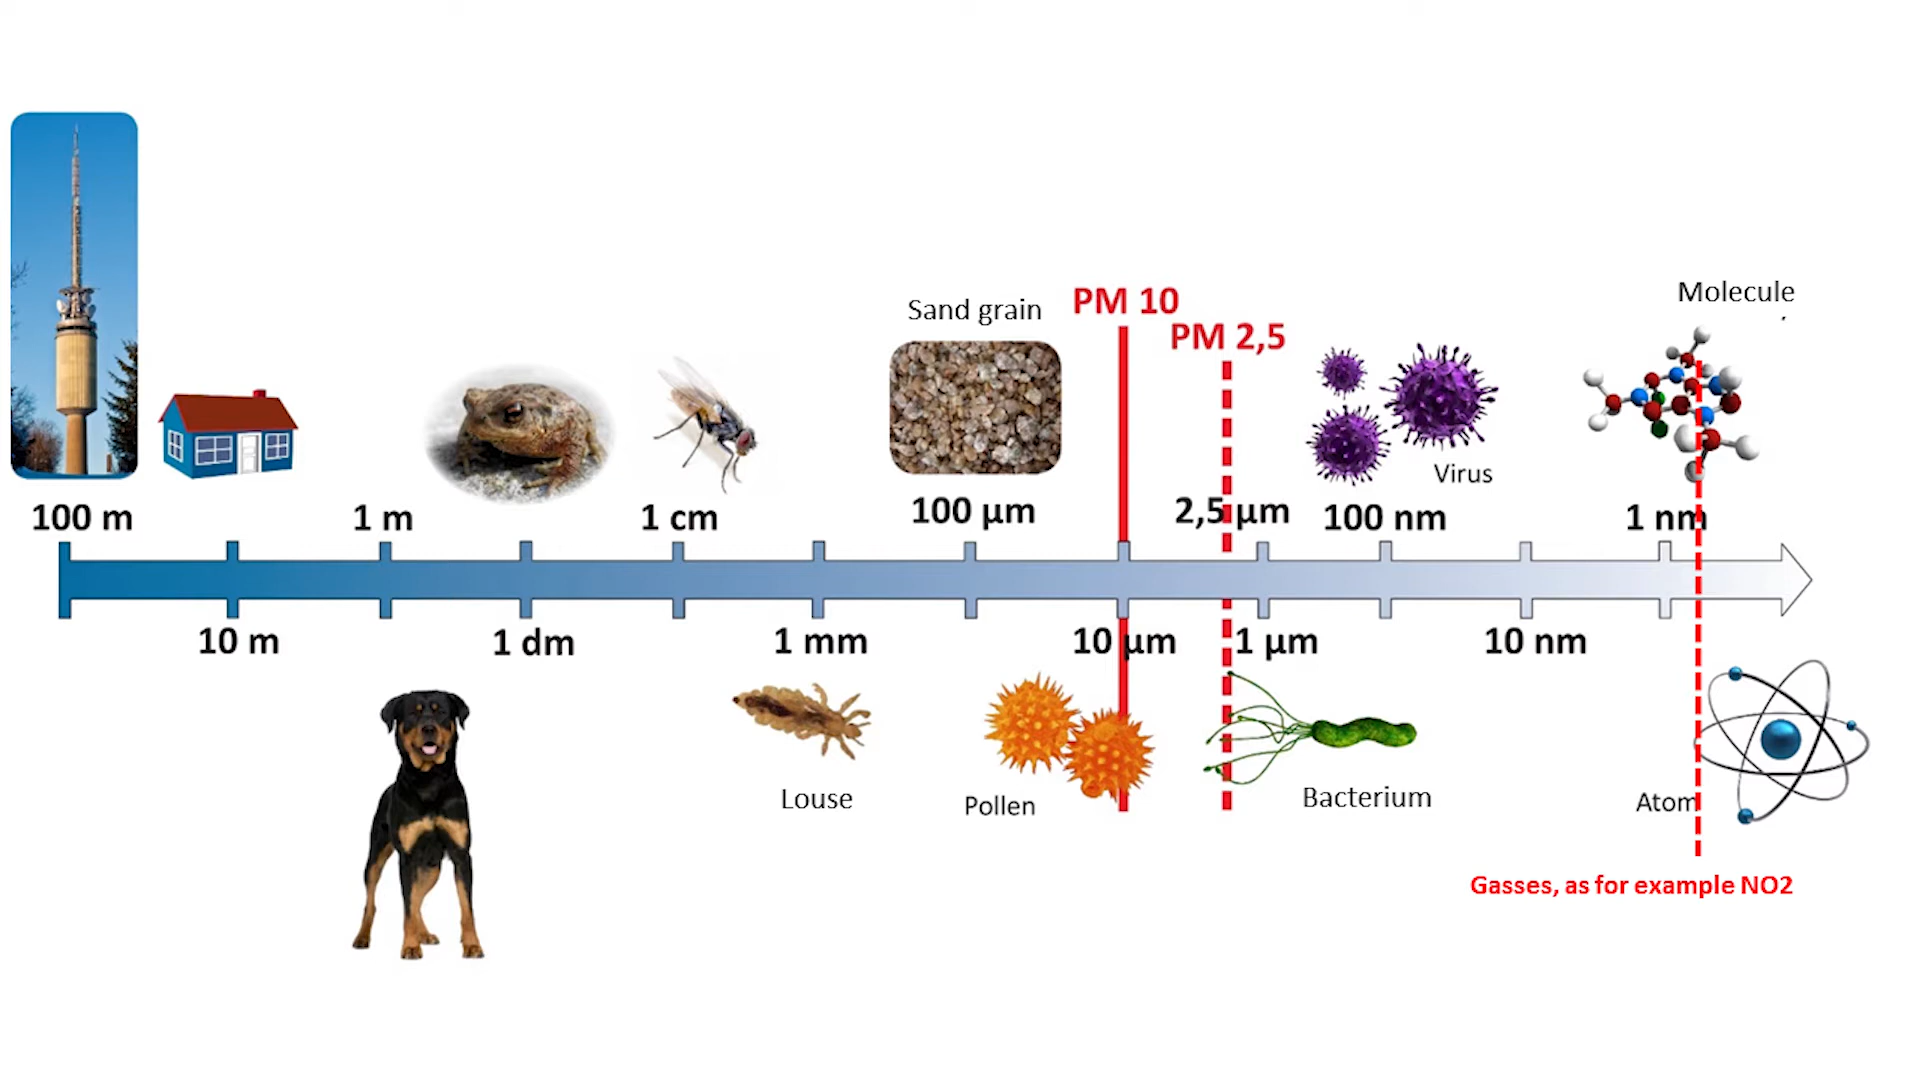 Molecule
Sand grain
PM 10
PM 2,5
Virus
100 m
1 m
1 cm
100 µm
2,5 µm
100 nm
1 nm
10 m
1 dm
1 mm
10 µm
1 µm
10 nm
Louse
Pollen
Bacterium
Atom
Gasses, as for example NO2